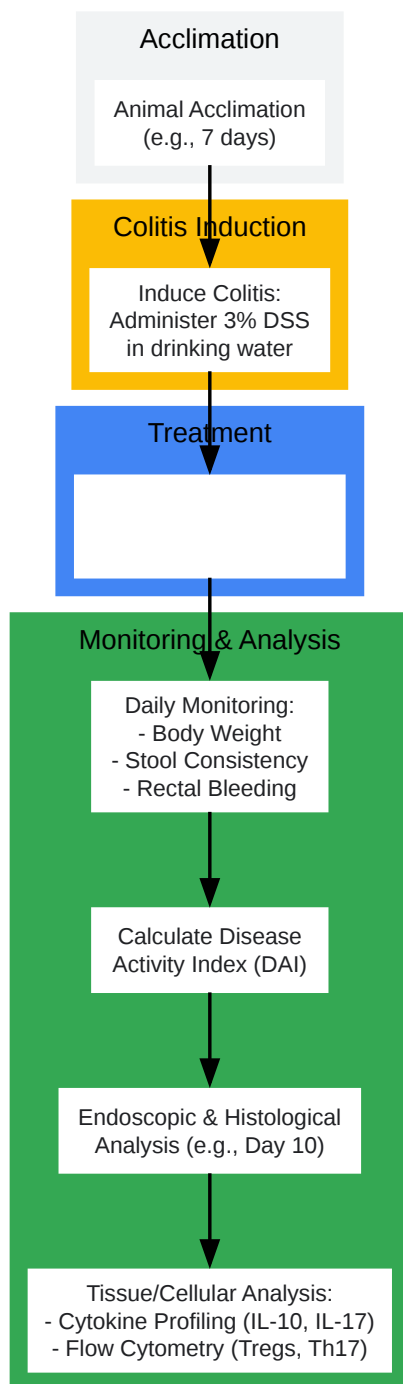 Acclimation
Animal Acclimation
(e.g., 7 days)
Colitis Induction
Induce Colitis:
Administer 3% DSS
in drinking water
Treatment
Monitoring & Analysis
Daily Monitoring:
- Body Weight
- Stool Consistency
- Rectal Bleeding
Calculate Disease
Activity Index (DAI)
Endoscopic & Histological
Analysis (e.g., Day 10)
Tissue/Cellular Analysis:
- Cytokine Profiling (IL-10, IL-17)
- Flow Cytometry (Tregs, Th17)